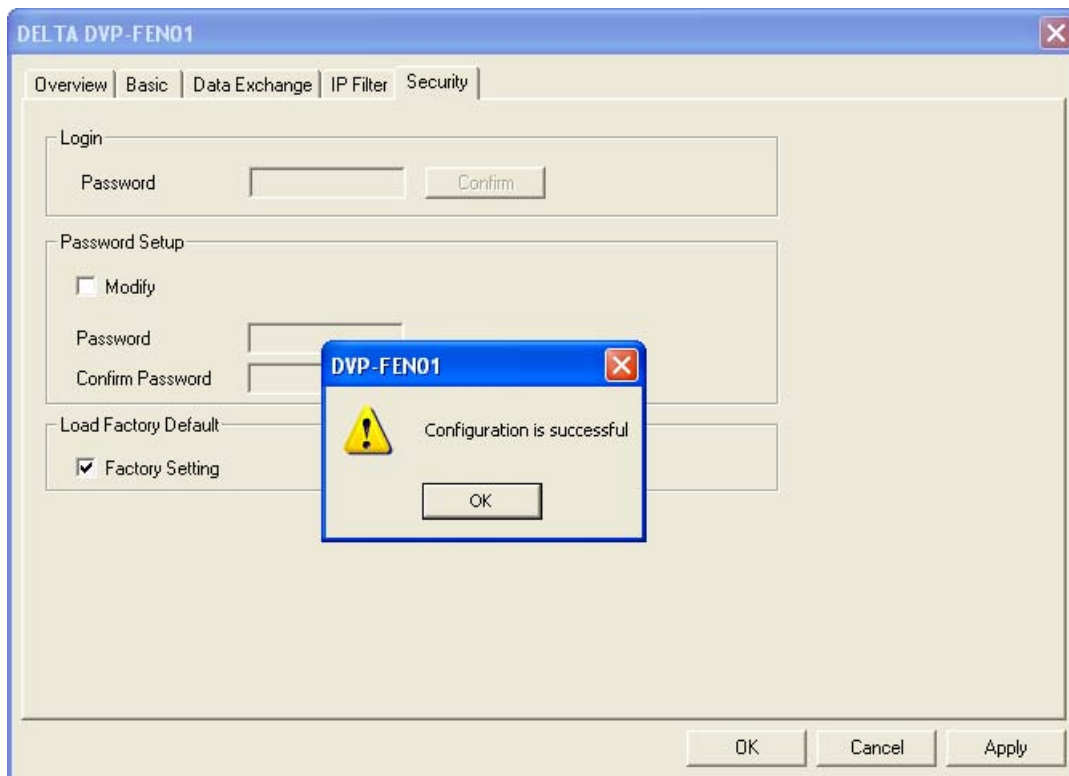 DELTA DVP-FEN01
Overview Basic Data Exchange IP Filter Security
Login
Password Confirm
Password Setup
Modify
Password
Confirm Password
Load Factory Default
Factory Setting
DVP-FEN01
Configuration is successful
OK
OK Cancel Apply